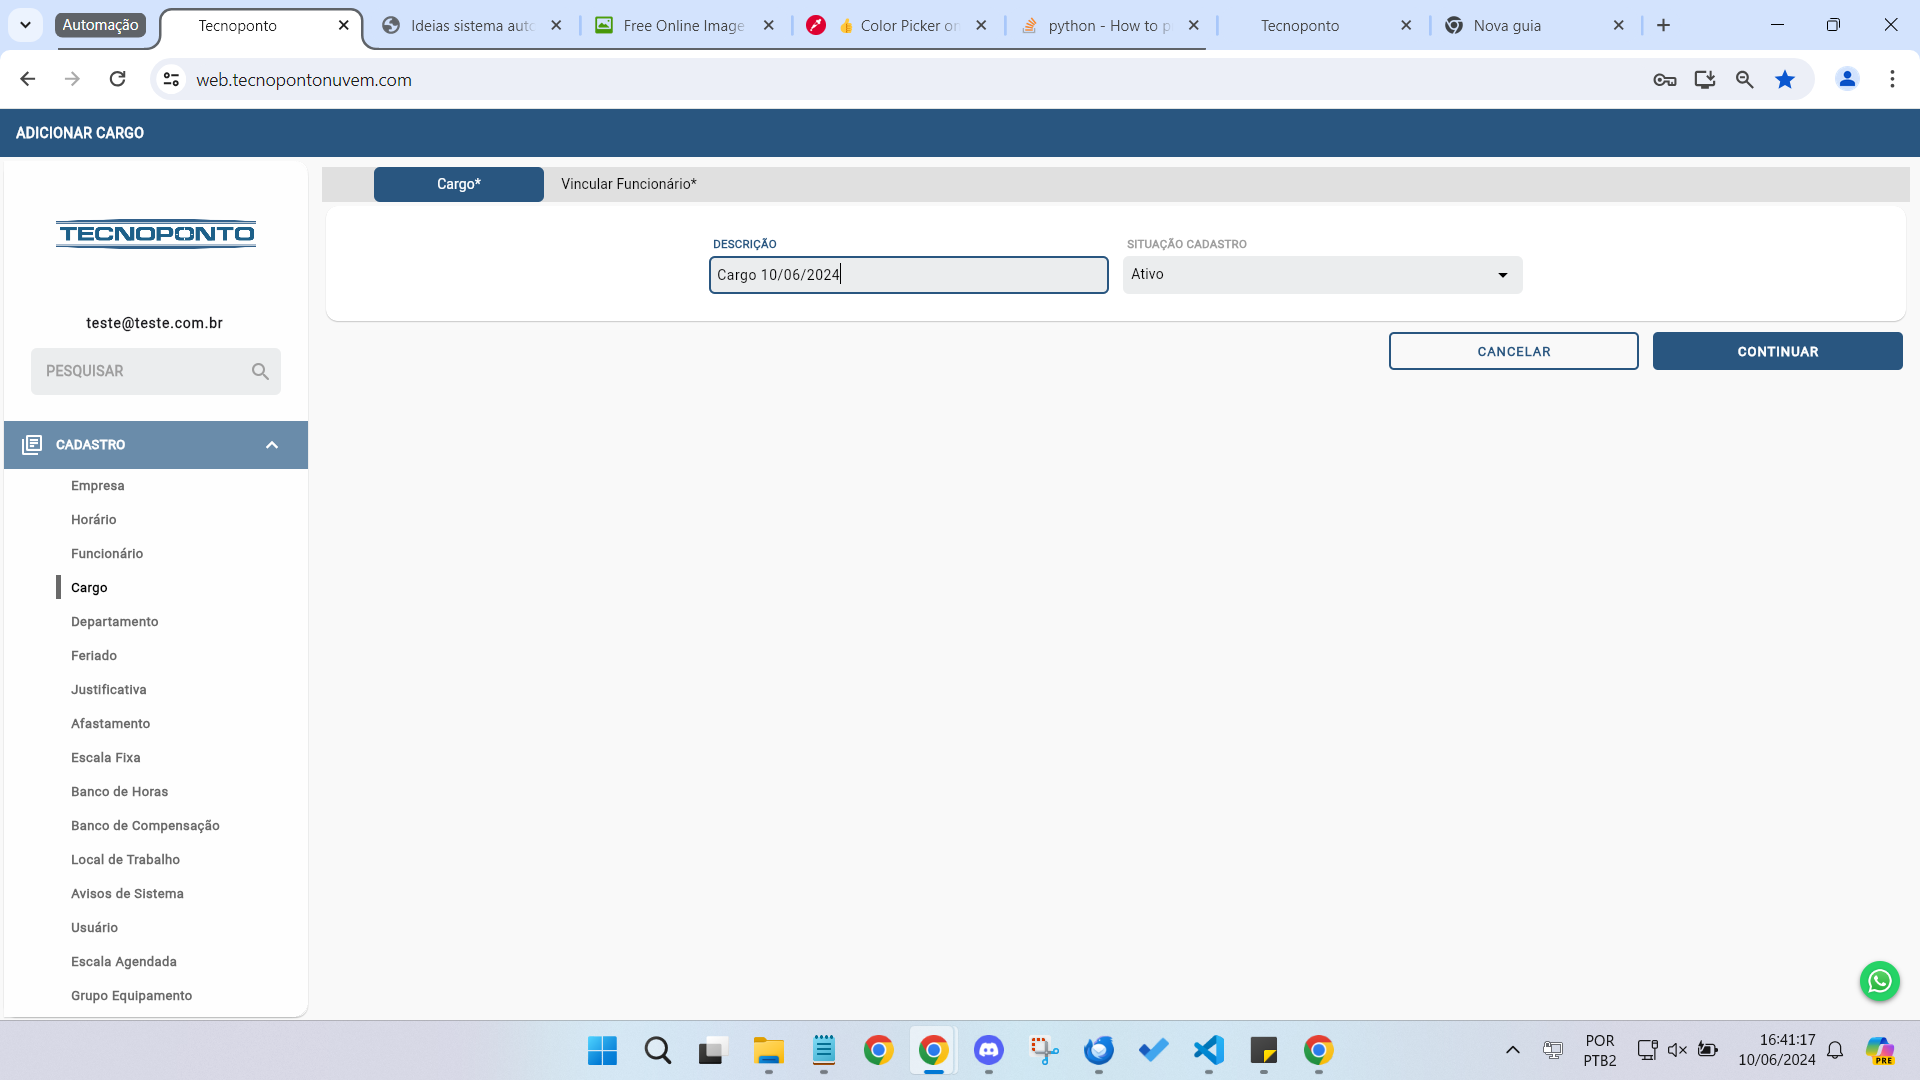 Automação
Tecnoponto
Ideias sistema auto
Free Online Image
Color Picker on
python - How to p
Tecnoponto
Nova guia
web.tecnopontonuvem.com
ADICIONAR CARGO
Cargo*
Vincular Funcionário*
TECNOPONTO
DESCRIÇÃO
SITUAÇÃO CADASTRO
Cargo 10/06/2024
Ativo
teste@teste.com.br
CANCELAR
CONTINUAR
PESQUISAR
CADASTRO
Empresa
Horário
Funcionário
Cargo
Departamento
Feriado
Justificativa
Afastamento
Escala Fixa
Banco de Horas
Banco de Compensação
Local de Trabalho
Avisos de Sistema
Usuário
Escala Agendada
Grupo Equipamento
POR
PTB2
16:41:17
10/06/2024
PRE